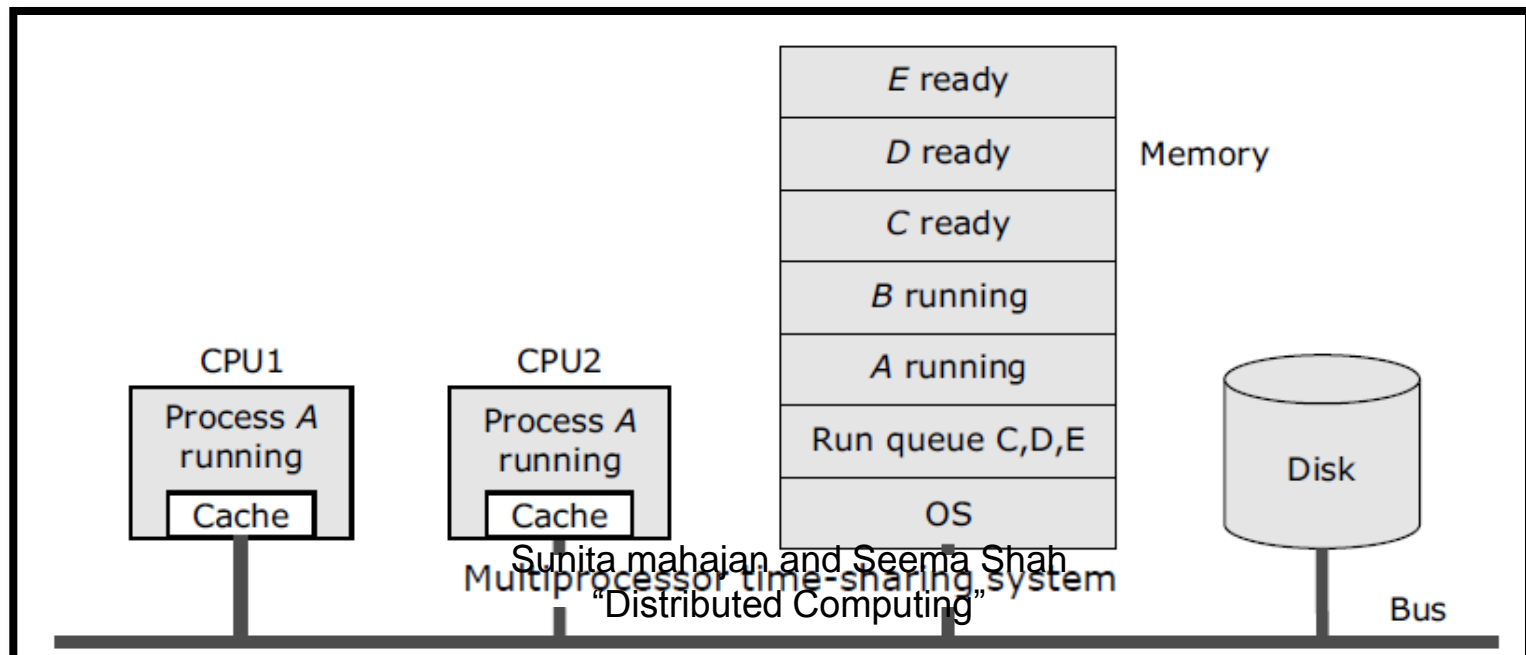 E ready
D ready
Memory
C ready
B running
A running
CPU1
CPU2
Process A
running
Cache
Process A
running
Cache
Run queue C,D,E
OS
Disk
Sunita mahajan and Seema Shah
Multiprocessor time-sharing system
“Distributed Computing”
Bus